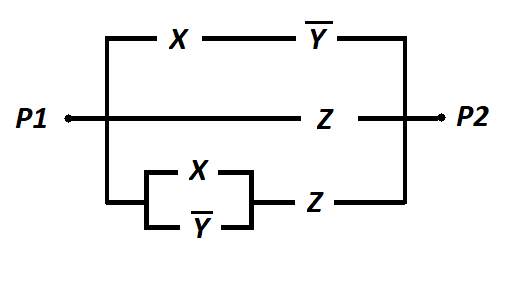 X Y̅
P1 Z P2
X
Y̅ Z